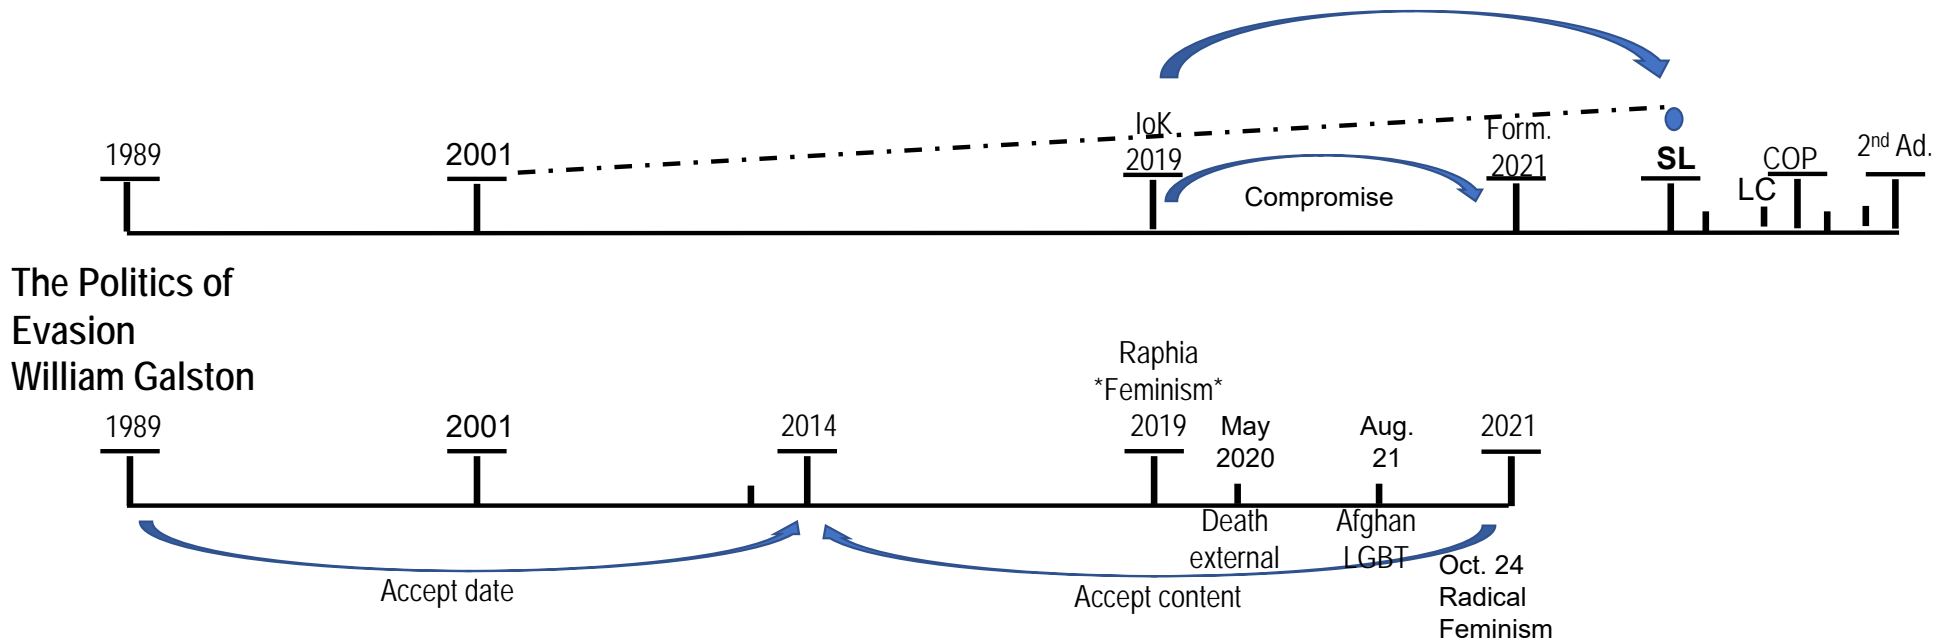 1989
2001
IoK
2019
Compromise
Form.
2021
SL
LC
COP
2nd Ad.
The Politics of
Evasion
William Galston
1989
2001
2014
Raphia
*Feminism*
2019
May
2020
Aug.
21
2021
Death
external
Afghan
LGBT
Oct. 24
Radical
Feminism
Accept date
Accept content